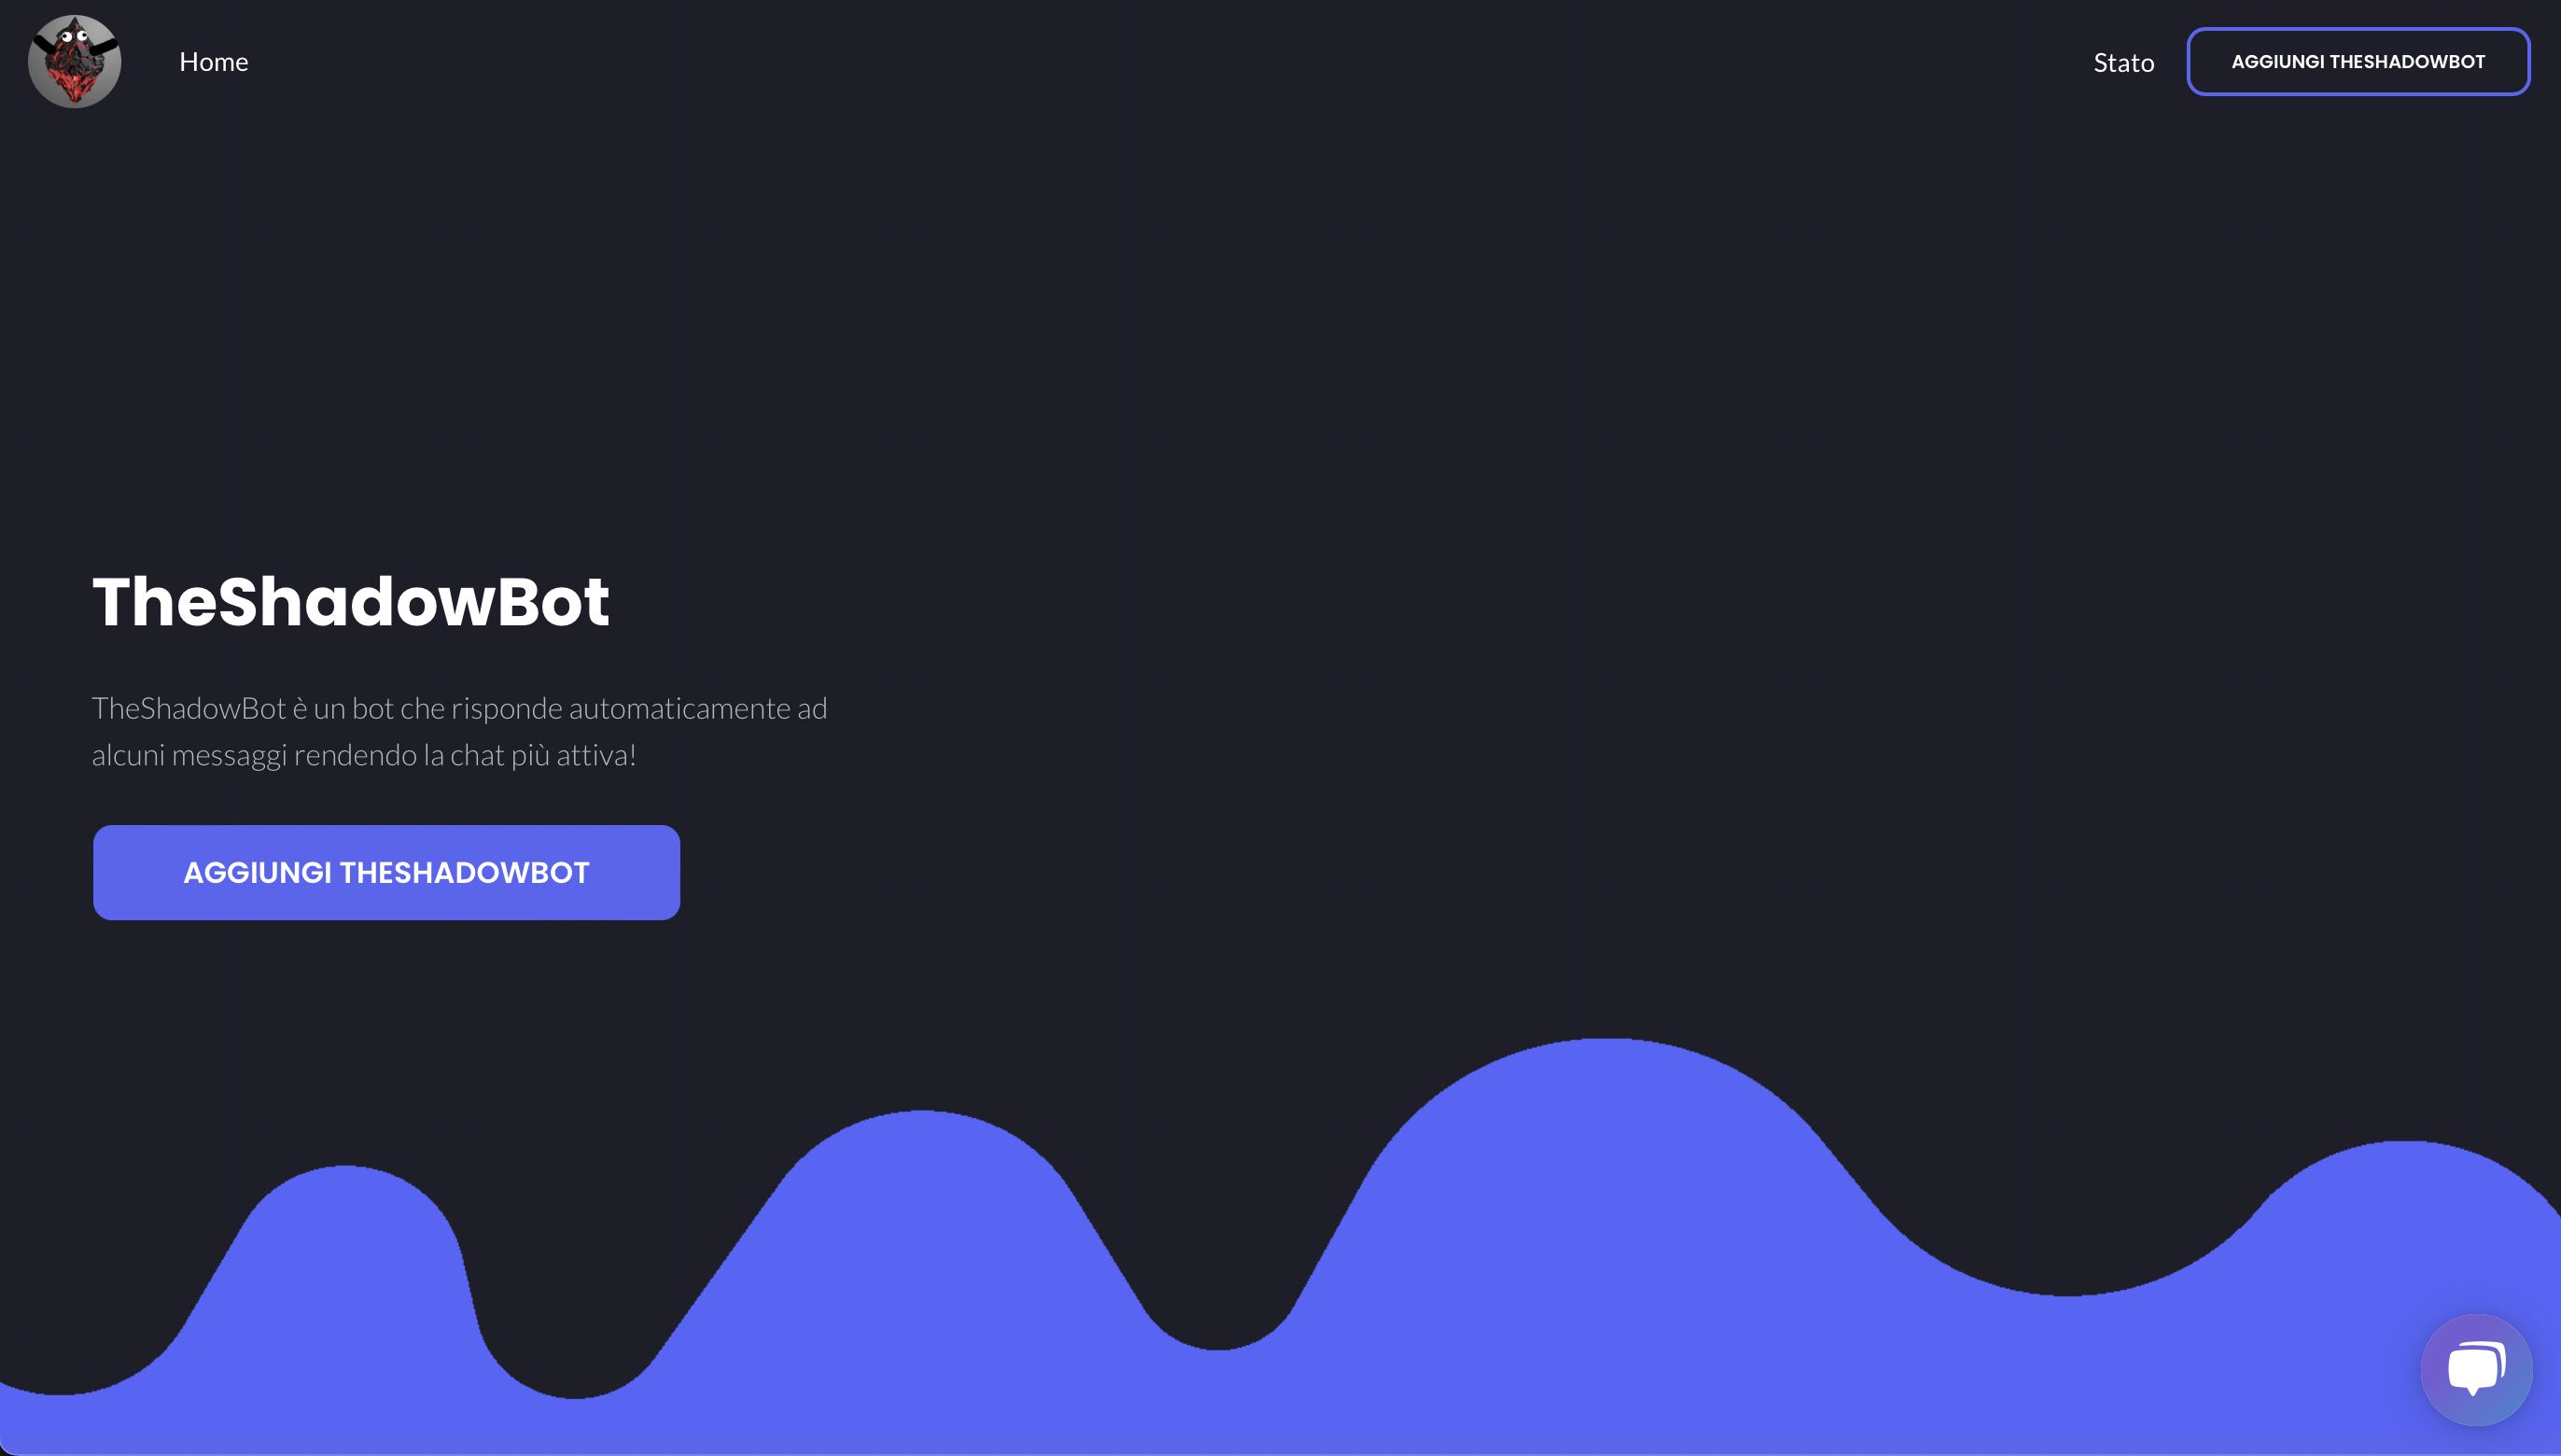 Home
Stato
AGGIUNGI THESHADOWBOT
TheShadowBot
TheShadowBot è un bot che risponde automaticamente ad
alcuni messaggi rendendo la chat più attiva!
AGGIUNGI THESHADOWBOT